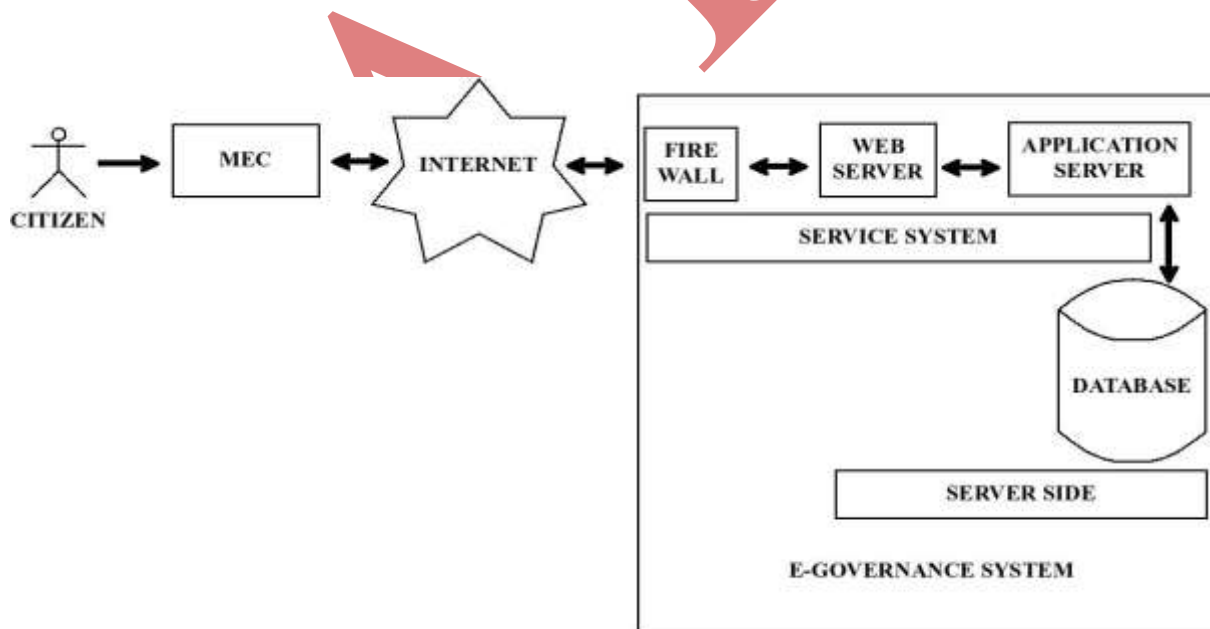 CITIZEN
MEC
INTERNET
FIRE
WALL
WEB
SERVER
APPLICATION
SERVER
SERVICE SYSTEM
DATABASE
SERVER SIDE
E-GOVERNANCE SYSTEM